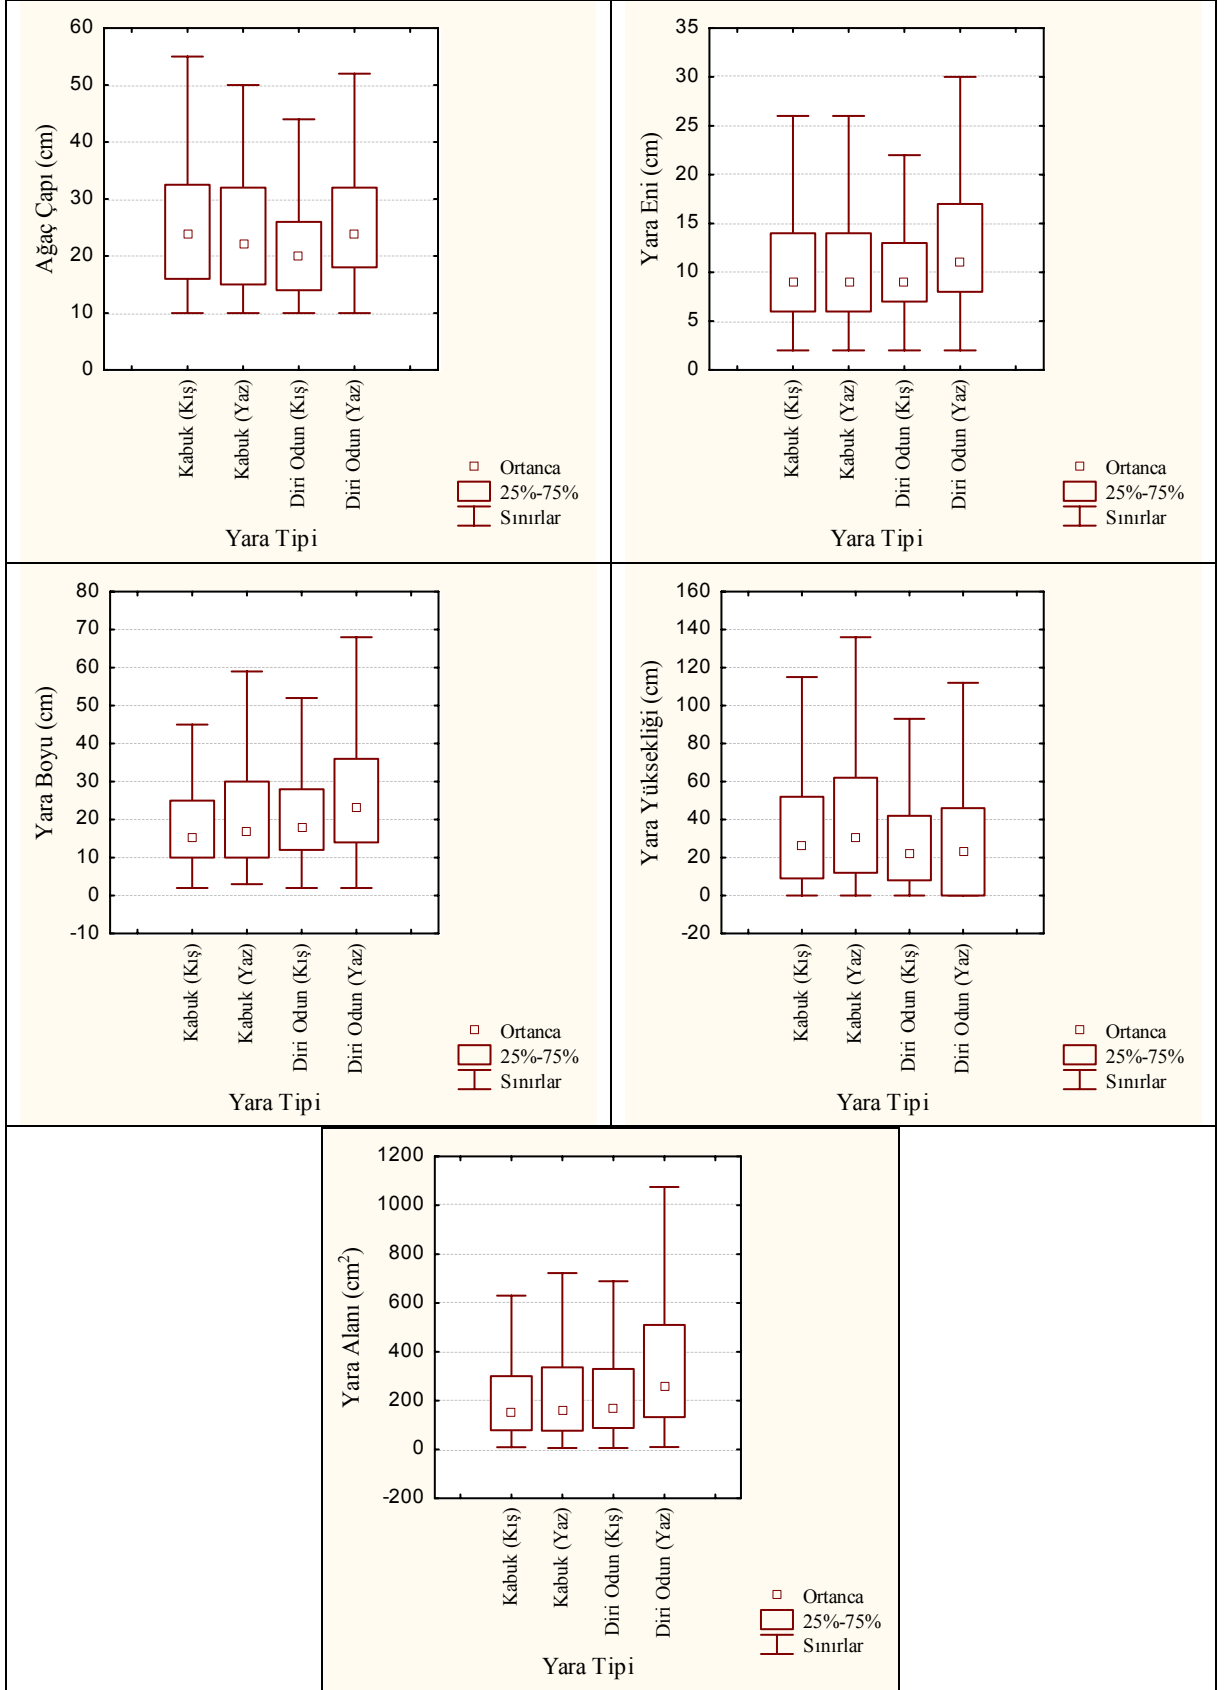 60
50
40
30
20
10
0
Ağaç Çapı (cm)
Kabuk (Kış)
Kabuk (Yaz)
Diri Odun (Kış)
Diri Odun (Yaz)
Ortanca
25%-75%
Sınırlar
Yara Tipi
35
30
25
20
15
10
5
0
Yara Eni (cm)
Kabuk (Kış)
Kabuk (Yaz)
Diri Odun (Kış)
Diri Odun (Yaz)
Ortanca
25%-75%
Sınırlar
Yara Tipi
80
70
60
50
40
30
20
10
0
-10
Yara Boyu (cm)
Kabuk (Kış)
Kabuk (Yaz)
Diri Odun (Kış)
Diri Odun (Yaz)
Ortanca
25%-75%
Sınırlar
Yara Tipi
160
140
120
100
80
60
40
20
0
-20
Yara Yüksekliği (cm)
Kabuk (Kış)
Kabuk (Yaz)
Diri Odun (Kış)
Diri Odun (Yaz)
Ortanca
25%-75%
Sınırlar
Yara Tipi
1200
1000
800
600
400
200
0
-200
Yara Alanı (cm²)
Kabuk (Kış)
Kabuk (Yaz)
Diri Odun (Kış)
Diri Odun (Yaz)
Ortanca
25%-75%
Sınırlar
Yara Tipi